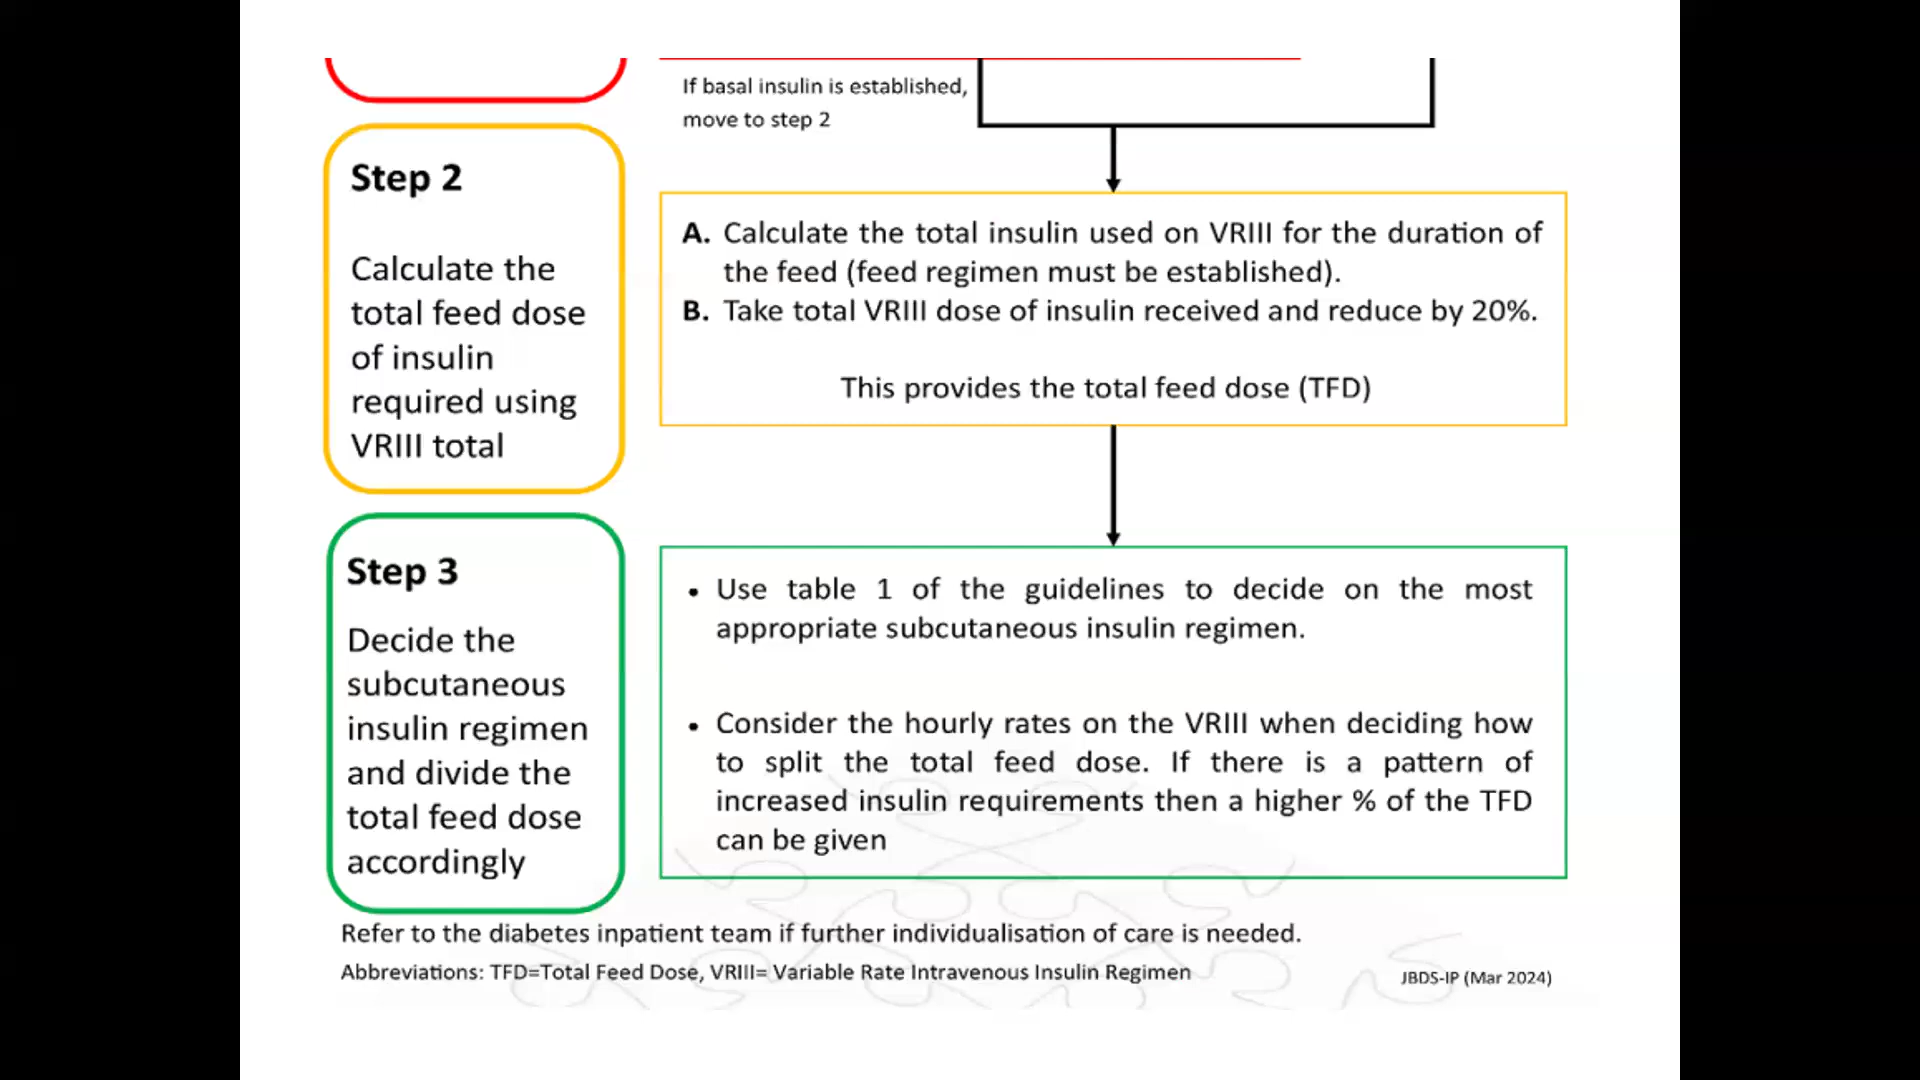 If basal insulin is established,
move to step 2
Step 2
Calculate the
total feed dose
of insulin
required using
VRIII total
A. Calculate the total insulin used on VRIII for the duration of
the feed (feed regimen must be established).
B. Take total VRIII dose of insulin received and reduce by 20%.
This provides the total feed dose (TFD)
Step 3
Decide the
subcutaneous
insulin regimen
and divide the
total feed dose
accordingly
• Use table 1 of the guidelines to decide on the most
appropriate subcutaneous insulin regimen.
• Consider the hourly rates on the VRIII when deciding how
to split the total feed dose. If there is a pattern of
increased insulin requirements then a higher % of the TFD
can be given
Refer to the diabetes inpatient team if further individualisation of care is needed.
Abbreviations: TFD=Total Feed Dose, VRIII= Variable Rate Intravenous Insulin Regimen
JBDS-IP (Mar 2024)